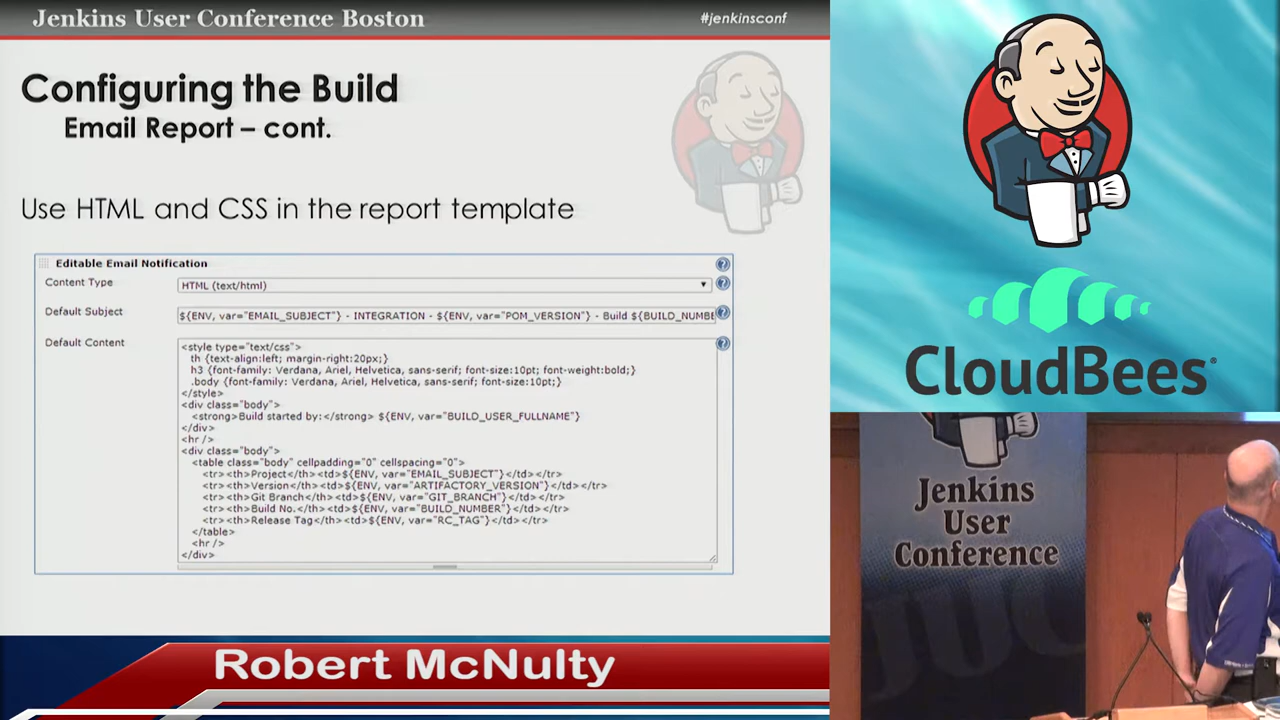 Jenkins User Conference Boston
#jenkinsconf
Configuring the Build
Email Report – cont.
Use HTML and CSS in the report template
Editable Email Notification
Content Type
HTML (text/html)
Default Subject
${ENV, var="EMAIL_SUBJECT"} - INTEGRATION - ${ENV, var="POM_VERSION"} - Build ${BUILD_NUMBE
Default Content
<style type="text/css">
th {text-align:left; margin-right:20px;}
h3 {font-family: Verdana, Ariel, Helvetica, sans-serif; font-size:10pt; font-weight:bold;}
.body {font-family: Verdana, Ariel, Helvetica, sans-serif; font-size:10pt;}
</style>
<div class="body">
<strong>Build started by:</strong> ${ENV, var="BUILD_USER_FULLNAME"}
</div>
<hr />
<div class="body">
<table class="body" cellpadding="0" cellspacing="0">
<tr><th>Project</th><td>${ENV, var="EMAIL_SUBJECT"}</td></tr>
<tr><th>Version</th><td>${ENV, var="ARTIFACTORY_VERSION"}</td></tr>
<tr><th>Git Branch</th><td>${ENV, var="GIT_BRANCH"}</td></tr>
<tr><th>Build No.</th><td>${ENV, var="BUILD_NUMBER"}</td></tr>
<tr><th>Release Tag</th><td>${ENV, var="RC_TAG"}</td></tr>
</table>
<hr />
</div>
Robert McNulty
CloudBees
Jenkins
User
Conference
JUC